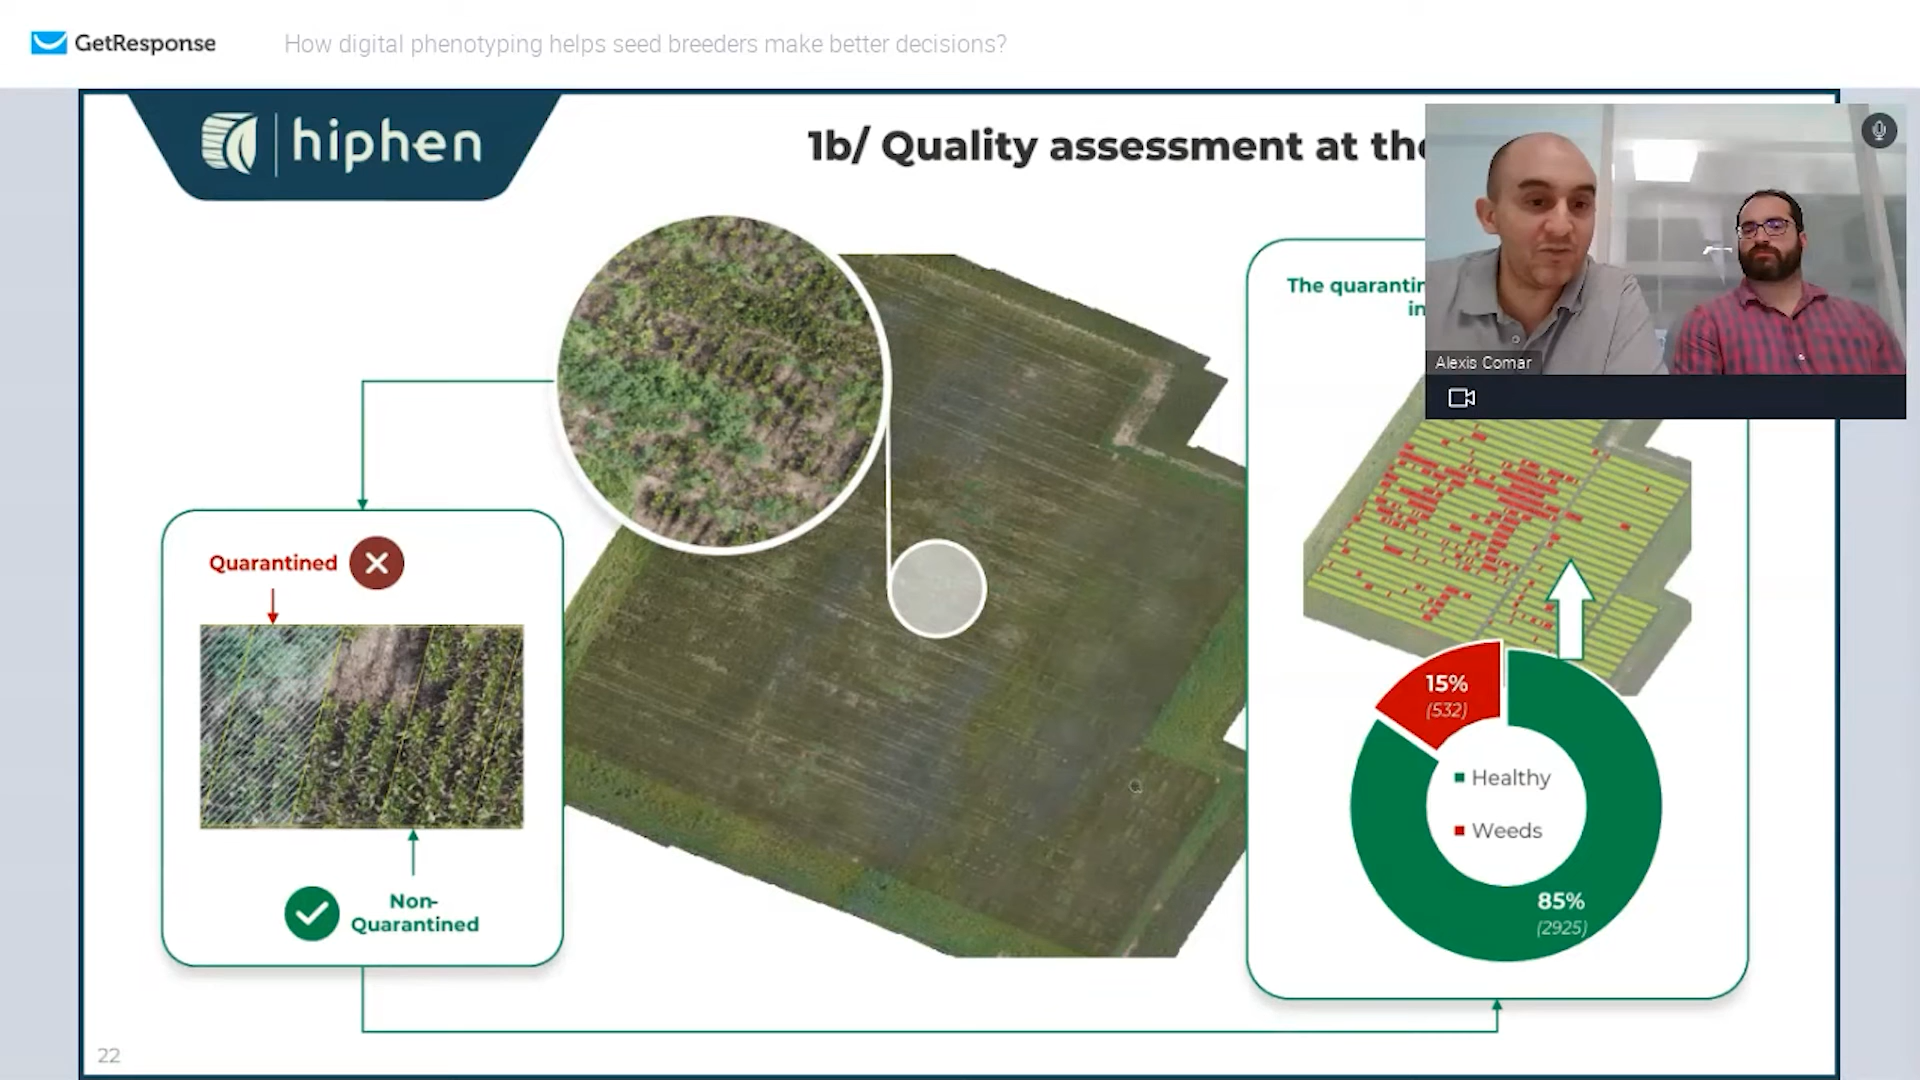 GetResponse
How digital phenotyping helps seed breeders make better decisions?
hiphen
1b/ Quality assessment at the
The quarantin
in
Alexis Comar
Quarantined
Non-
Quarantined
15%
(532)
Healthy
Weeds
85%
(2925)
22